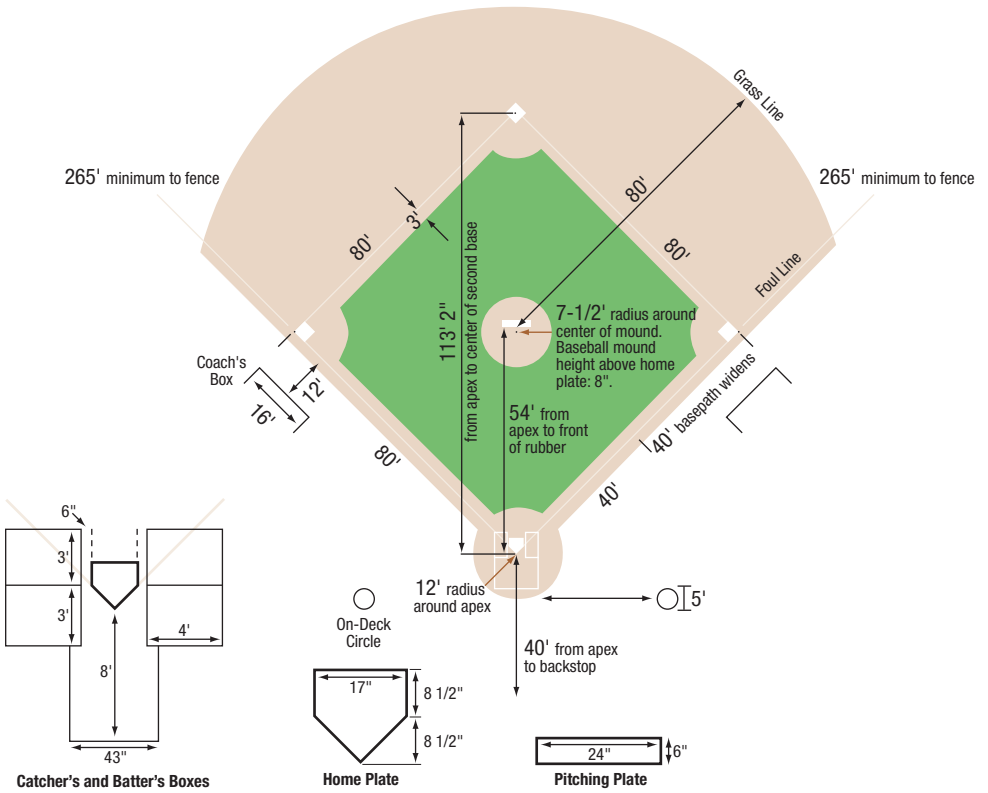 Grass Line
265' minimum to fence
265' minimum to fence
80'
3'
80'
80'
Foul Line
113' 2"
from apex to center of second base
7-1/2' radius around
center of mound.
Baseball mound
height above home
plate: 8".
Coach's
Box
12'
16'
54' from
apex to front
of rubber
40' basepath widens
80'
40'
12' radius
around apex
5'
On-Deck
Circle
40' from apex
to backstop
6"
3'
3'
4'
8'
43"
Catcher's and Batter's Boxes
17"
8 1/2"
8 1/2"
Home Plate
24"
6"
Pitching Plate